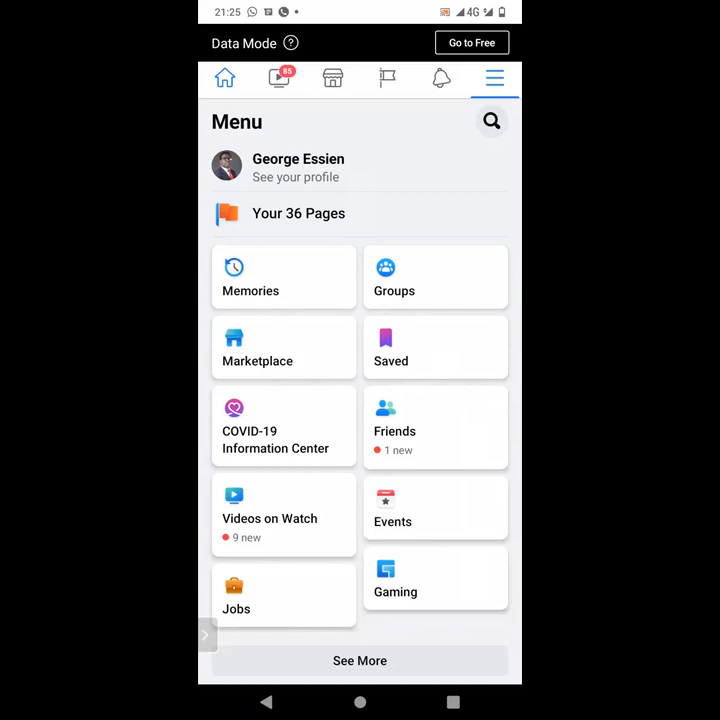 21:25
4G
Data Mode ?
Go to Free
85
Menu
George Essien
See your profile
Your 36 Pages
Memories
Groups
Marketplace
Saved
COVID-19
Information Center
Friends
1 new
Videos on Watch
9 new
Events
Gaming
Jobs
See More